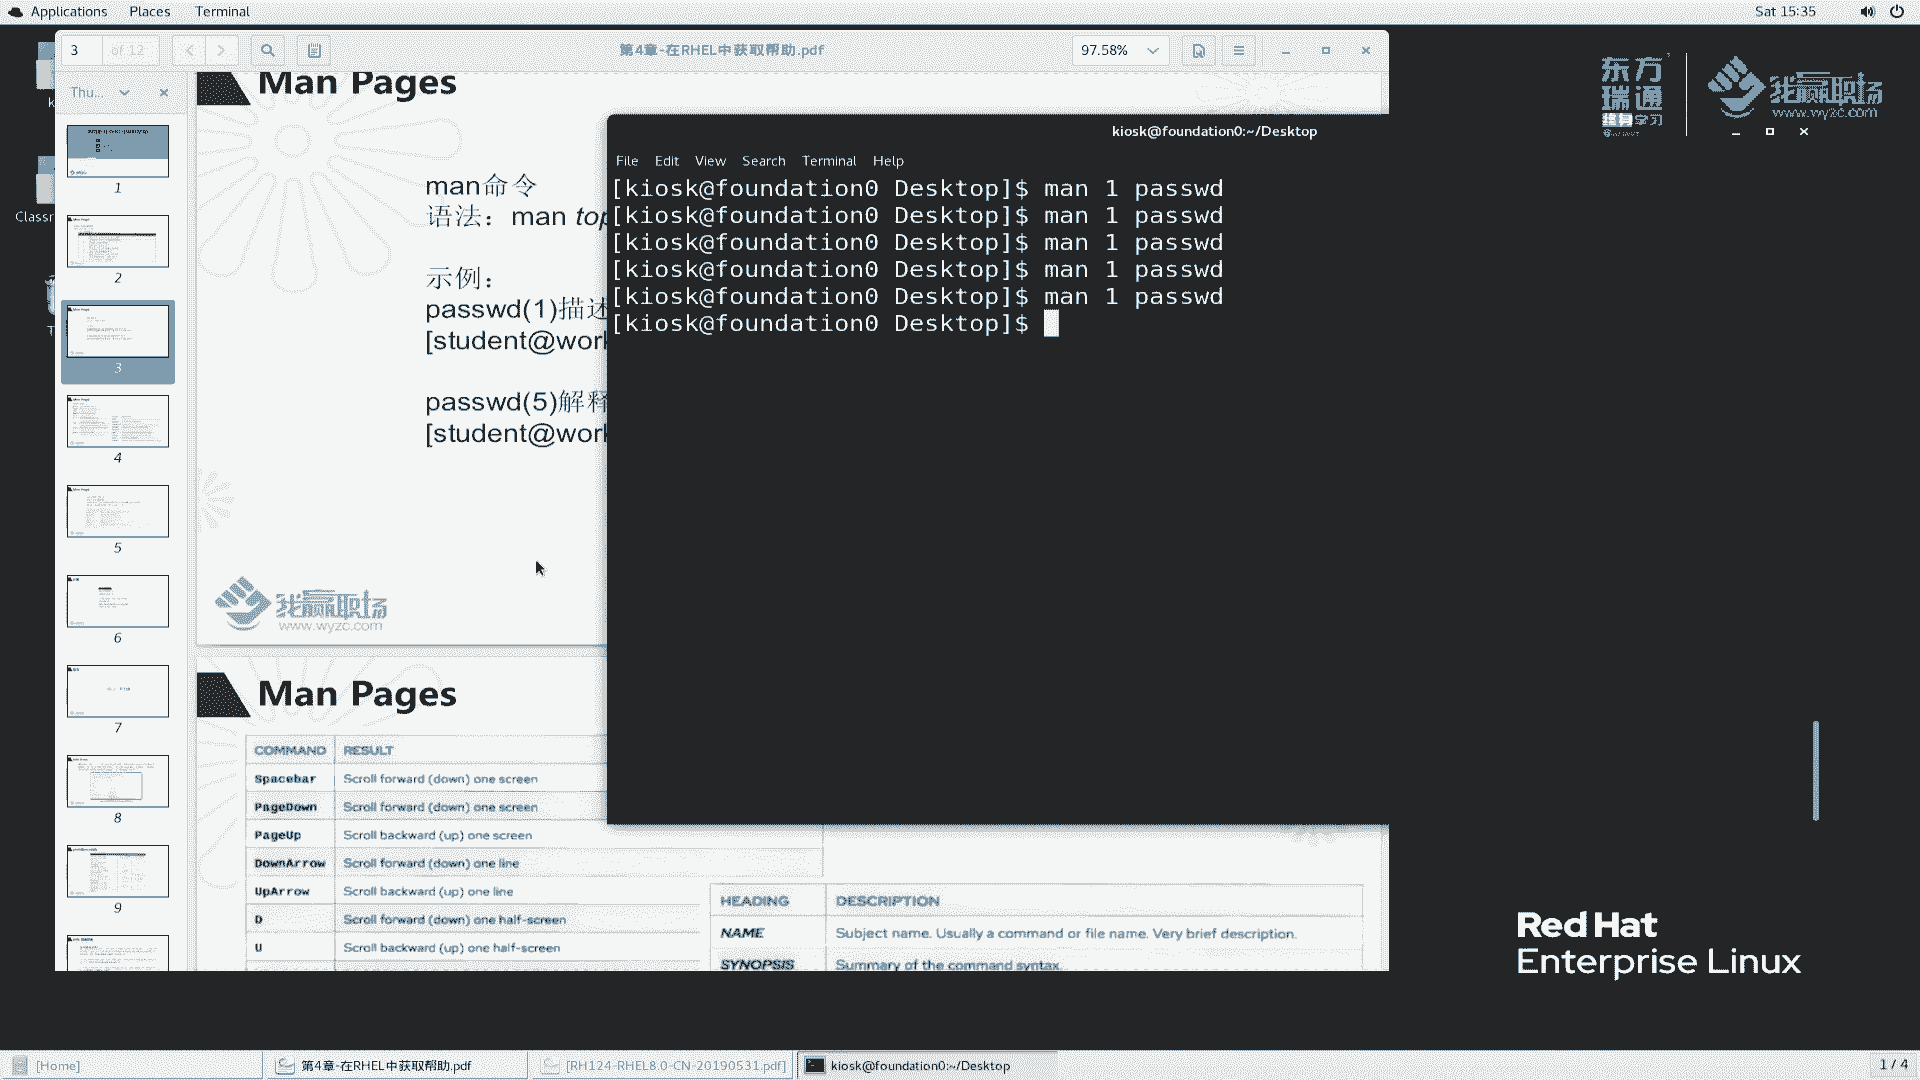 Applications Places Terminal
Sat 15:35
3 of 12
第4章-在RHEL中获取帮助.pdf
97.58%
Thu...
1
2
3
4
5
6
7
8
9
Classr
Man Pages
man命令
语法：man top
示例：
passwd(1)描述
[student@work
passwd(5)解释
[student@work
我赢职场
www.wyzc.com
Man Pages
COMMAND RESULT
Spacebar Scroll forward (down) one screen
PageDown Scroll forward (down) one screen
PageUp Scroll backward (up) one screen
DownArrow Scroll forward (down) one line
UpArrow Scroll backward (up) one line
D Scroll forward (down) one half-screen
U Scroll backward (up) one half-screen
HEADING DESCRIPTION
NAME Subject name. Usually a command or file name. Very brief description.
SYNOPSIS Summary of the command syntax.
kiosk@foundation0:~/Desktop
File Edit View Search Terminal Help
[kiosk@foundation0 Desktop]$ man 1 passwd
[kiosk@foundation0 Desktop]$ man 1 passwd
[kiosk@foundation0 Desktop]$ man 1 passwd
[kiosk@foundation0 Desktop]$ man 1 passwd
[kiosk@foundation0 Desktop]$ man 1 passwd
[kiosk@foundation0 Desktop]$
东方
瑞通
终身学习
我赢职场
www.wyzc.com
Red Hat
Enterprise Linux
[Home]
第4章-在RHEL中获取帮助.pdf
[RH124-RHEL8.0-CN-20190531.pdf]
kiosk@foundation0:~/Desktop
1 / 4